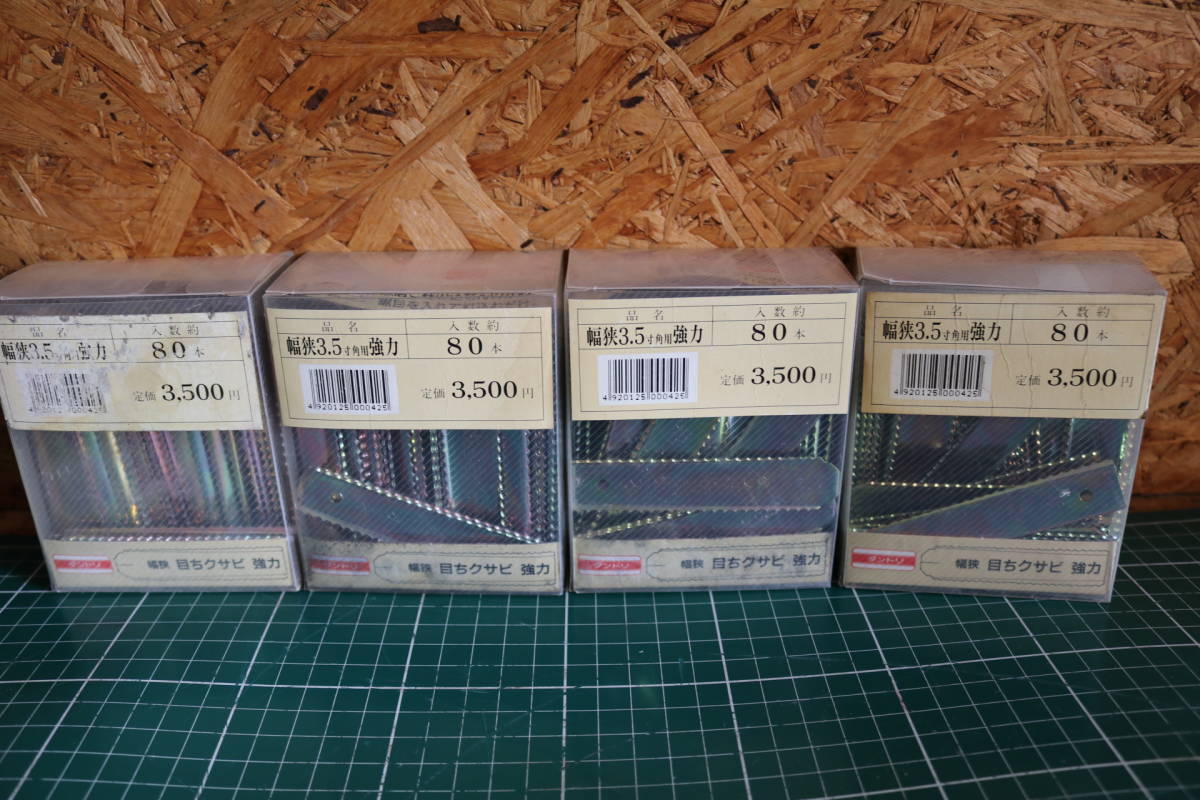 品名 入数約
幅狭3.5寸角用強力 80本
定価 3,500円
4920125000425
ダンドリ
幅狭 目ちクサビ 強力
品名 入数約
幅狭3.5寸角用強力 80本
定価 3,500円
4920125000425
ダンドリ
幅狭 目ちクサビ 強力
品名 入数約
幅狭3.5寸角用強力 80本
定価 3,500円
4920125000425
ダンドリ
幅狭 目ちクサビ 強力
品名 入数約
幅狭3.5寸角用強力 80本
定価 3,500円
4920125000425
ダンドリ
幅狭 目ちクサビ 強力